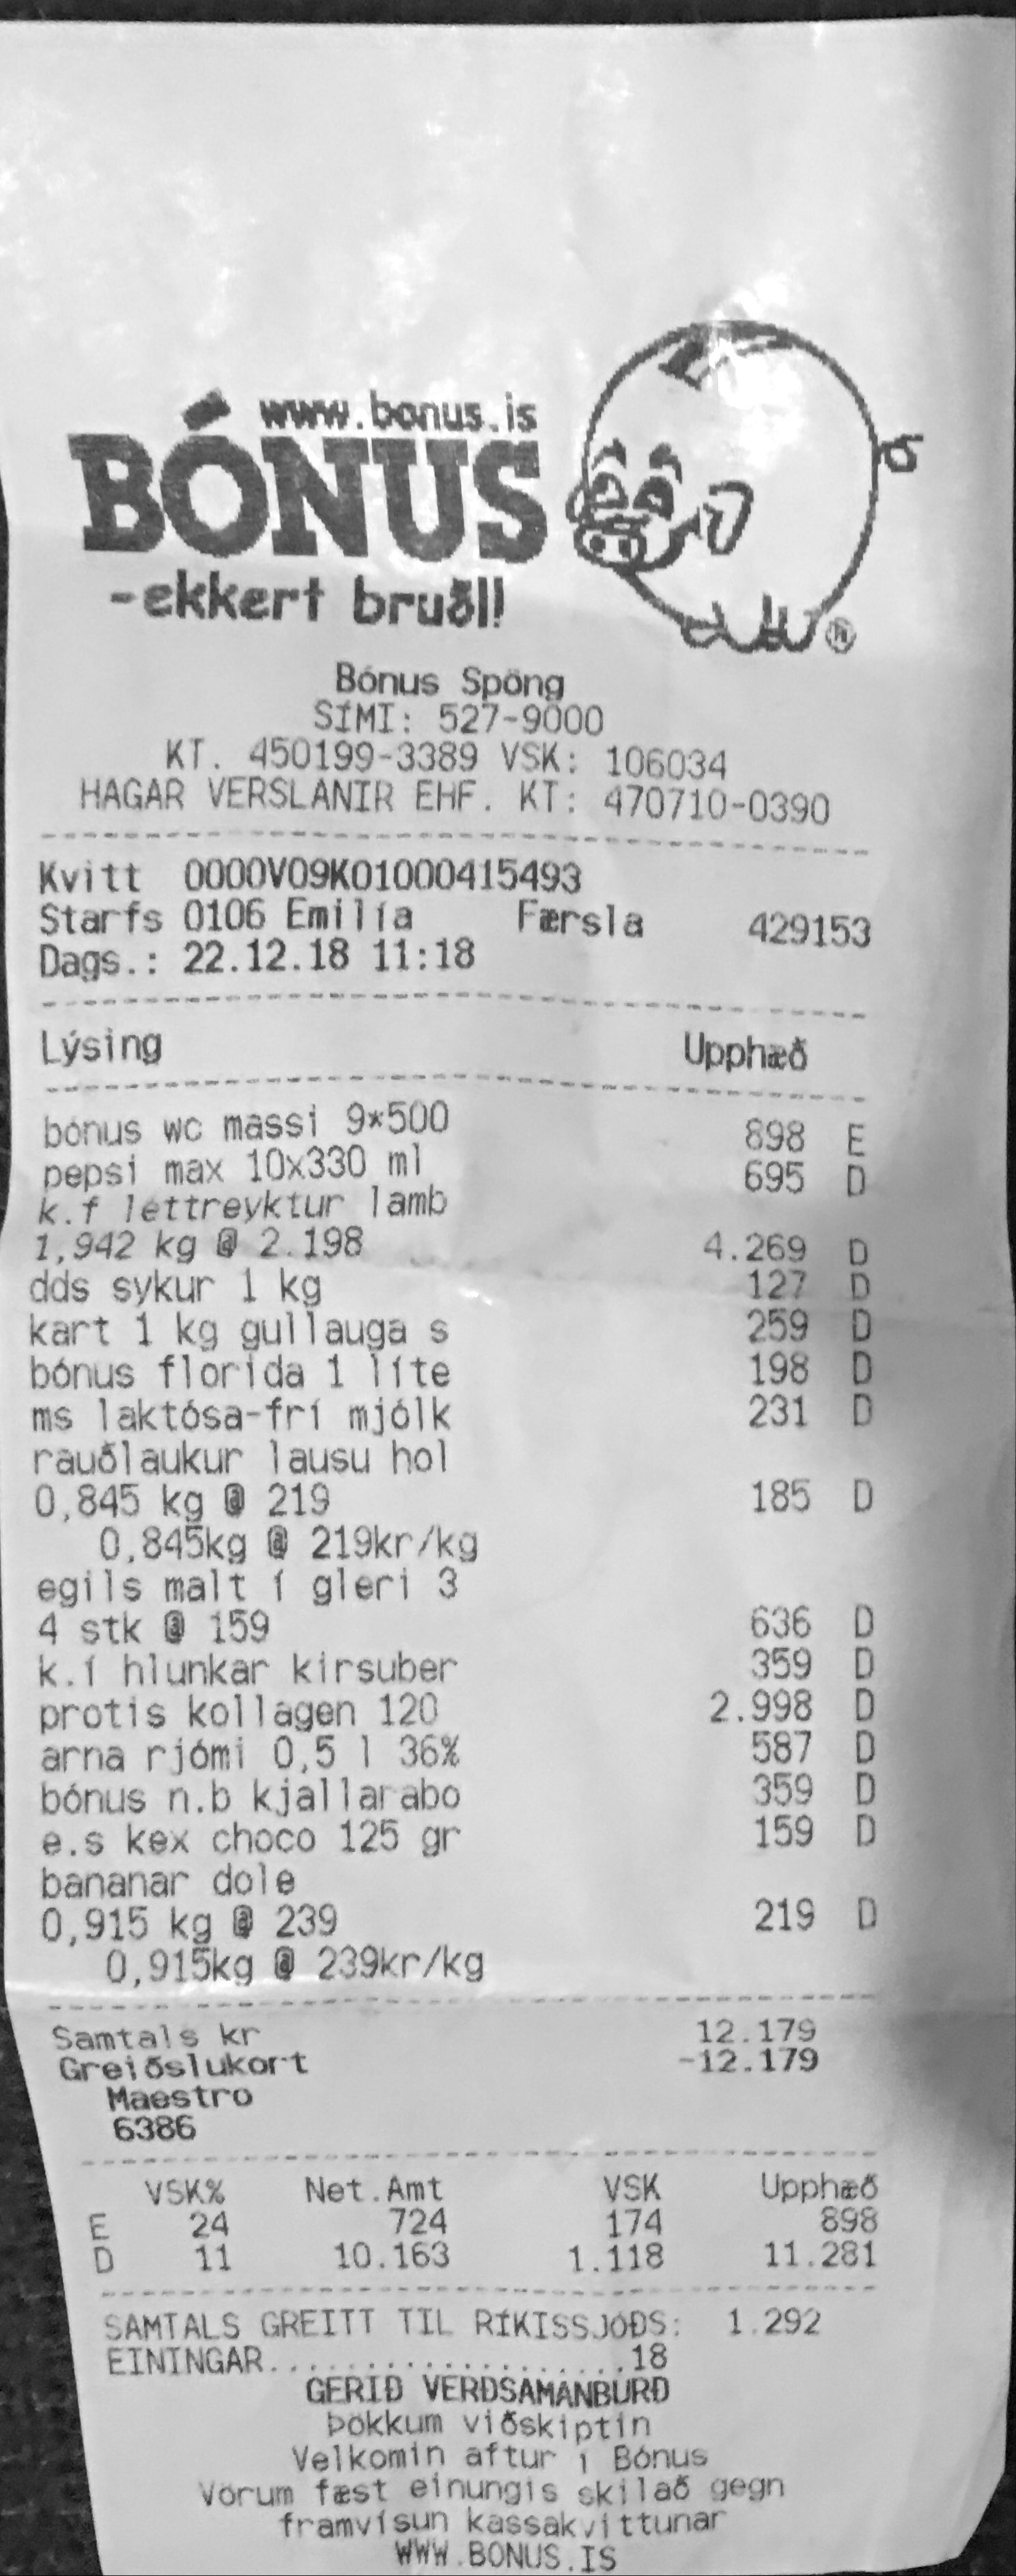 www.bonus.is
BÓNUS
-ekkert bruðl!
Bónus Spöng
SÍMI: 527-9000
KT. 450199-3389 VSK: 106034
HAGAR VERSLANIR EHF. KT: 470710-0390
Kvitt 0000V09K01000415493
Starfs 0106 Emilía Færsla 429153
Dags.: 22.12.18 11:18
Lýsing Upphæð
bónus wc massi 9*500 898 E
pepsi max 10x330 ml 695 D
k.f léttreyktur lamb
1,942 kg @ 2.198 4.269 D
dds sykur 1 kg 127 D
kart 1 kg gullauga s 259 D
bónus florida 1 líte 198 D
ms laktósa-frí mjólk 231 D
rauðlaukur lausu hol
0,845 kg @ 219 185 D
0,845kg @ 219kr/kg
egils malt í gleri 3
4 stk @ 159 636 D
k.í hlunkar kirsuber 359 D
protis kollagen 120 2.998 D
arna rjómi 0,5 l 36% 587 D
bónus n.b kjallarabo 359 D
e.s kex choco 125 gr 159 D
bananar dole
0,915 kg @ 239 219 D
0,915kg @ 239kr/kg
Samtals kr 12.179
Greiðslukort -12.179
Maestro
6386
VSK% Net.Amt VSK Upphæð
E 24 724 174 898
D 11 10.163 1.118 11.281
SAMTALS GREITT TIL RÍKISSJÓÐS: 1.292
EININGAR....................18
GERIÐ VERÐSAMANBURÐ
Þökkum viðskiptin
Velkomin aftur í Bónus
Vörum fæst einungis skilað gegn
framvísun kassakvittunar
WWW.BONUS.IS